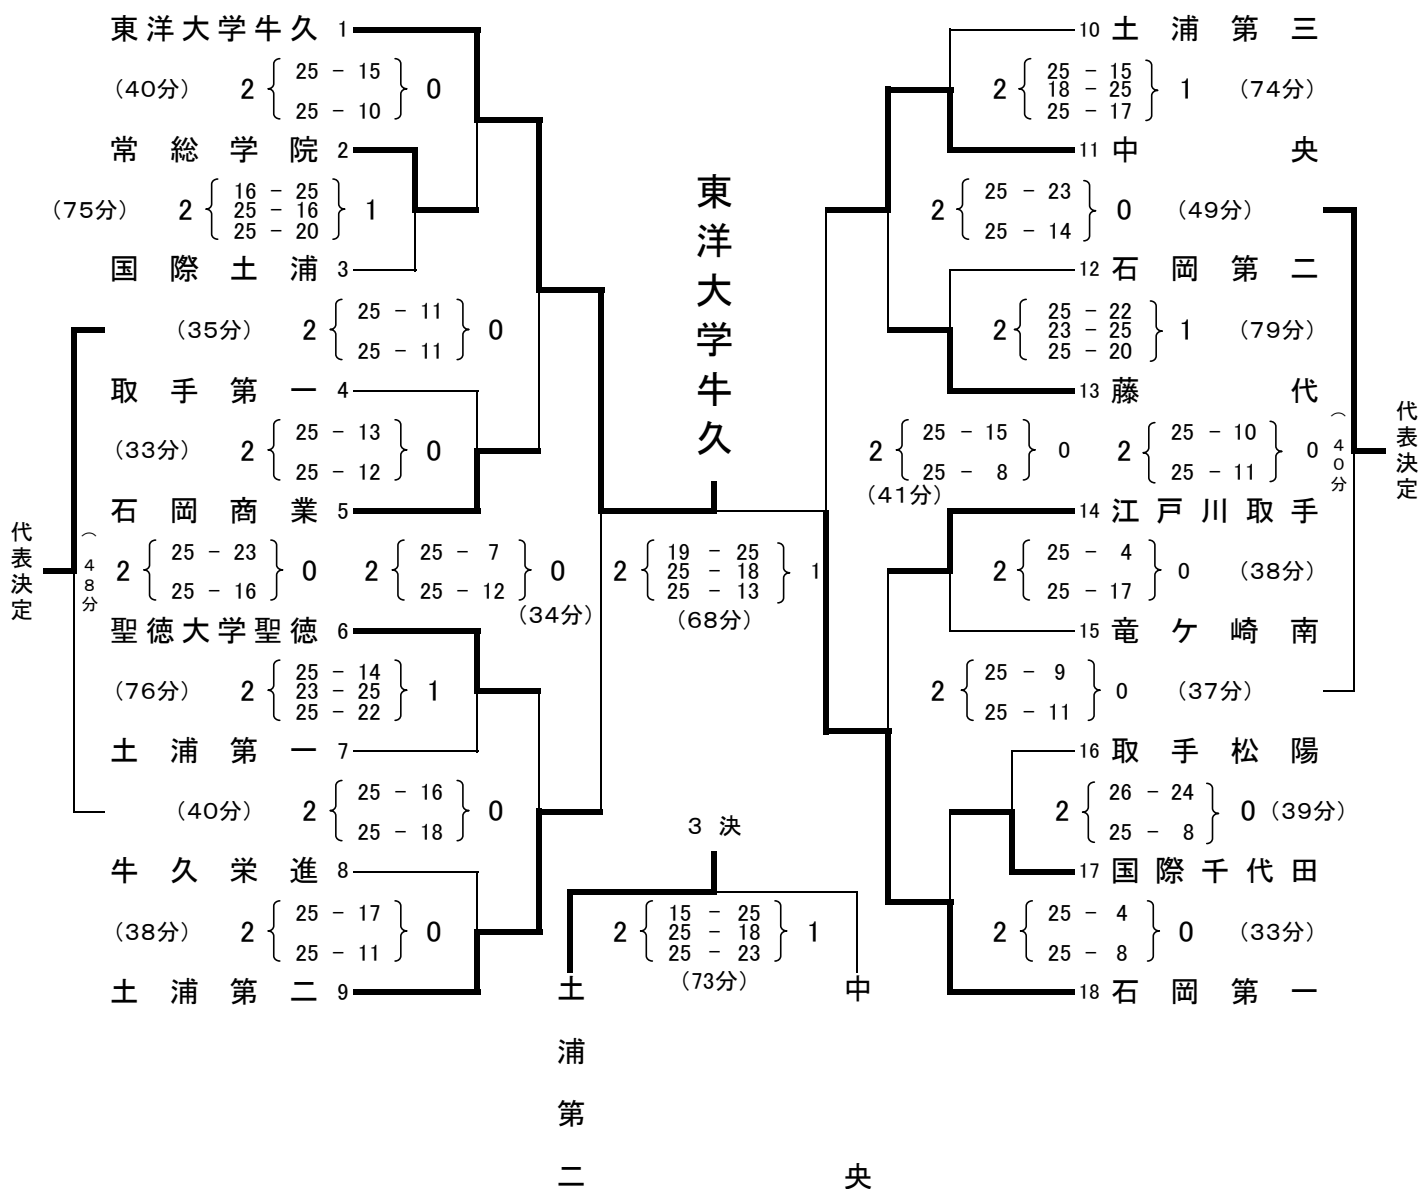 東洋大学牛久 1
(40分) 2 25 － 15 0
25 － 10
常総学院 2
(75分) 2 16 － 25 1
25 － 16
25 － 20
国際土浦 3
(35分) 2 25 － 11 0
25 － 11
取手第一 4
(33分) 2 25 － 13 0
25 － 12
石岡商業 5
代表決定
(48分
2 25 － 23 0
25 － 16
2 25 － 7 0
25 － 12
(34分)
聖徳大学聖徳 6
(76分) 2 25 － 14 1
23 － 25
25 － 22
土浦第一 7
(40分) 2 25 － 16 0
25 － 18
牛久栄進 8
(38分) 2 25 － 17 0
25 － 11
土浦第二 9
東洋大学牛久
2 19 － 25 1
25 － 18
25 － 13
(68分)
3 決
2 15 － 25 1
25 － 18
25 － 23
(73分)
土浦第二
中央
10 土浦第三
2 25 － 15 1 (74分)
18 － 25
25 － 17
11 中央
2 25 － 23 0 (49分)
25 － 14
12 石岡第二
2 25 － 22 1 (79分)
23 － 25
25 － 20
13 藤代
2 25 － 15 0
25 － 8
(41分)
2 25 － 10 0
25 － 11
(40分
代表決定
14 江戸川取手
2 25 － 4 0 (38分)
25 － 17
15 竜ケ崎南
2 25 － 9 0 (37分)
25 － 11
16 取手松陽
2 26 － 24 0 (39分)
25 － 8
17 国際千代田
2 25 － 4 0 (33分)
25 － 8
18 石岡第一